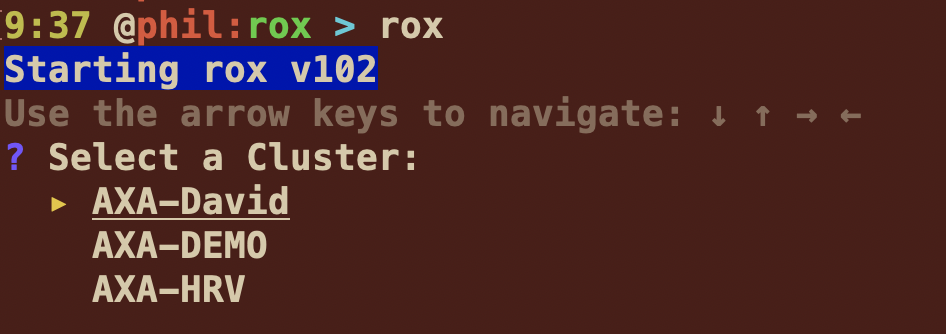 9:37 @phil:rox > rox
Starting rox v102
Use the arrow keys to navigate: ↓ ↑ → ←
? Select a Cluster:
▸ AXA-David
AXA-DEMO
AXA-HRV